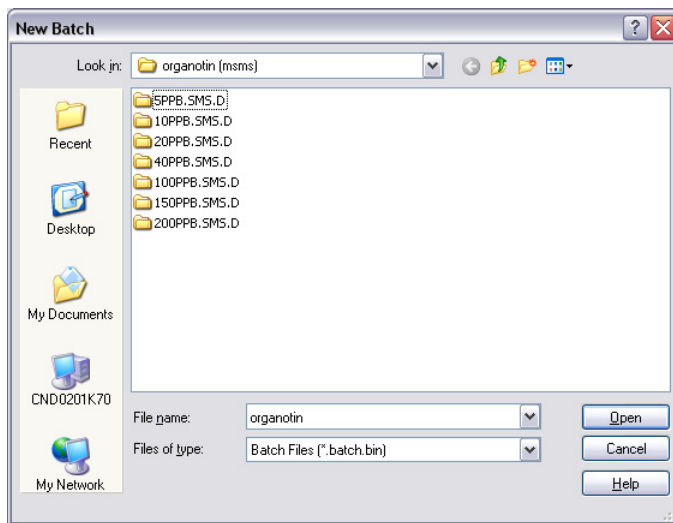 New Batch
Look in: organotin (msms)
Recent
Desktop
My Documents
CND0201K70
My Network
5PPB.SMS.D
10PPB.SMS.D
20PPB.SMS.D
40PPB.SMS.D
100PPB.SMS.D
150PPB.SMS.D
200PPB.SMS.D
File name: organotin Open
Files of type: Batch Files (*.batch.bin) Cancel
Help